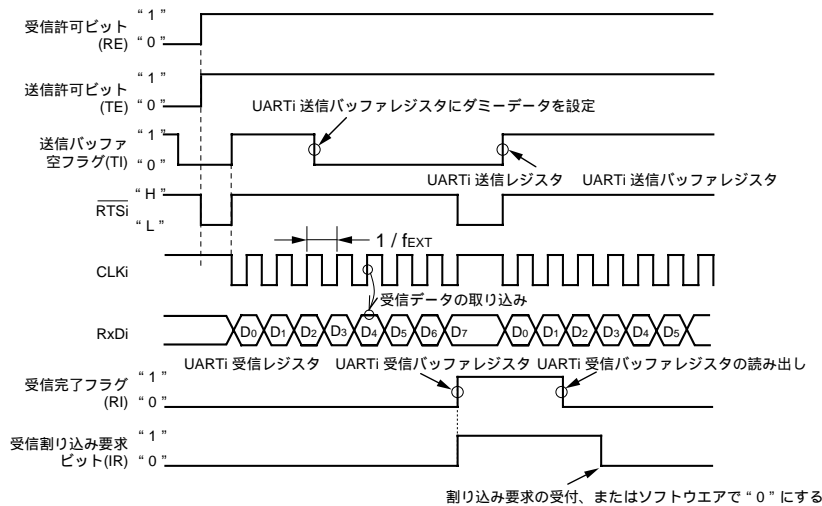 受信許可ビット
(RE)
“ 1 ”
“ 0 ”
送信許可ビット
(TE)
“ 1 ”
“ 0 ”
UARTi 送信バッファレジスタにダミーデータを設定
送信バッファ
空フラグ(TI)
“ 1 ”
“ 0 ”
UARTi 送信レジスタ UARTi 送信バッファレジスタ
RTSi
“ H ”
“ L ”
1 / fEXT
CLKi
受信データの取り込み
RxDi
D0 D1 D2 D3 D4 D5 D6 D7 D0 D1 D2 D3 D4 D5
UARTi 受信レジスタ UARTi 受信バッファレジスタ UARTi 受信バッファレジスタの読み出し
受信完了フラグ
(RI)
“ 1 ”
“ 0 ”
受信割り込み要求
ビット(IR)
“ 1 ”
“ 0 ”
割り込み要求の受付、またはソフトウエアで “ 0 ” にする